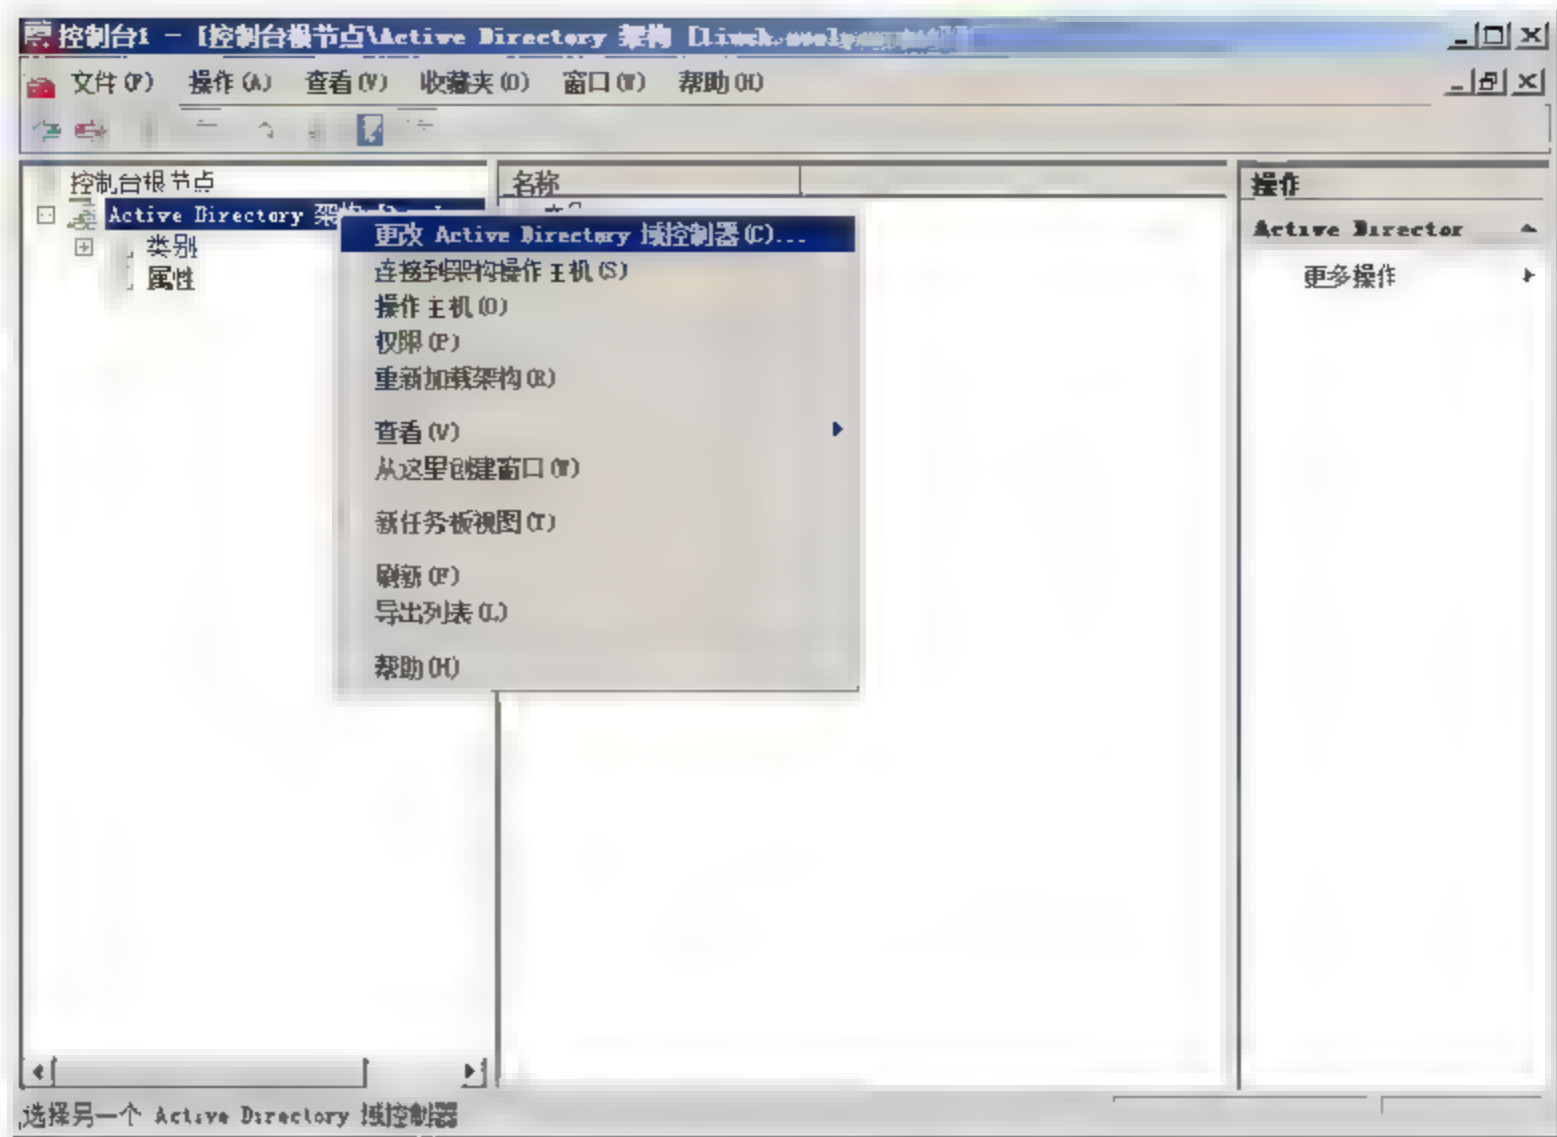 控制台1 - [控制台根节点\Active Directory 架构
文件(F) 操作(A) 查看(V) 收藏夹(O) 窗口(W) 帮助(H)
控制台根节点
Active Directory 架构
类别
属性
名称
更改 Active Directory 域控制器(C)...
连接到架构操作主机(S)
操作主机(O)
权限(P)
重新加载架构(R)
查看(V)
从这里创建窗口(W)
新任务板视图(T)
刷新(F)
导出列表(L)
帮助(H)
操作
Active Director
更多操作
选择另一个 Active Directory 域控制器